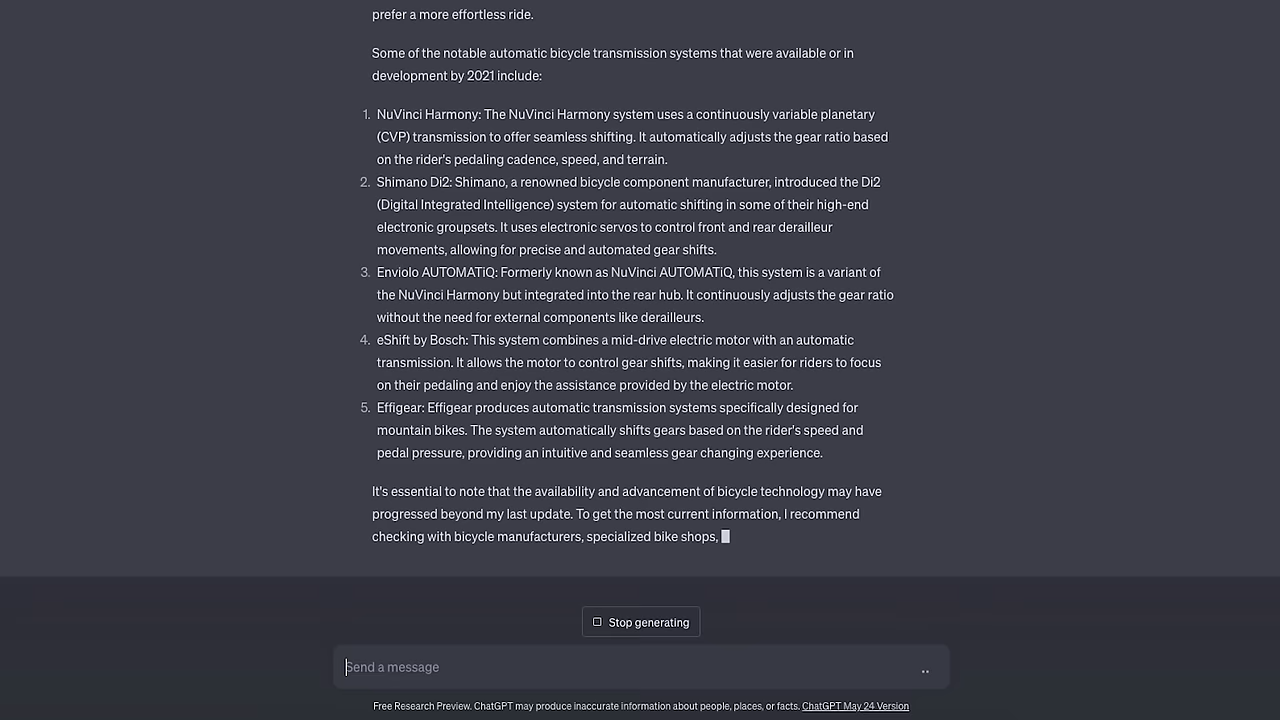 prefer a more effortless ride.
Some of the notable automatic bicycle transmission systems that were available or in
development by 2021 include:
1. NuVinci Harmony: The NuVinci Harmony system uses a continuously variable planetary
(CVP) transmission to offer seamless shifting. It automatically adjusts the gear ratio based
on the rider's pedaling cadence, speed, and terrain.
2. Shimano Di2: Shimano, a renowned bicycle component manufacturer, introduced the Di2
(Digital Integrated Intelligence) system for automatic shifting in some of their high-end
electronic groupsets. It uses electronic servos to control front and rear derailleur
movements, allowing for precise and automated gear shifts.
3. Enviolo AUTOMATiQ: Formerly known as NuVinci AUTOMATiQ, this system is a variant of
the NuVinci Harmony but integrated into the rear hub. It continuously adjusts the gear ratio
without the need for external components like derailleurs.
4. eShift by Bosch: This system combines a mid-drive electric motor with an automatic
transmission. It allows the motor to control gear shifts, making it easier for riders to focus
on their pedaling and enjoy the assistance provided by the electric motor.
5. Effigear: Effigear produces automatic transmission systems specifically designed for
mountain bikes. The system automatically shifts gears based on the rider's speed and
pedal pressure, providing an intuitive and seamless gear changing experience.
It's essential to note that the availability and advancement of bicycle technology may have
progressed beyond my last update. To get the most current information, I recommend
checking with bicycle manufacturers, specialized bike shops,
Stop generating
Send a message
Free Research Preview. ChatGPT may produce inaccurate information about people, places, or facts. ChatGPT May 24 Version